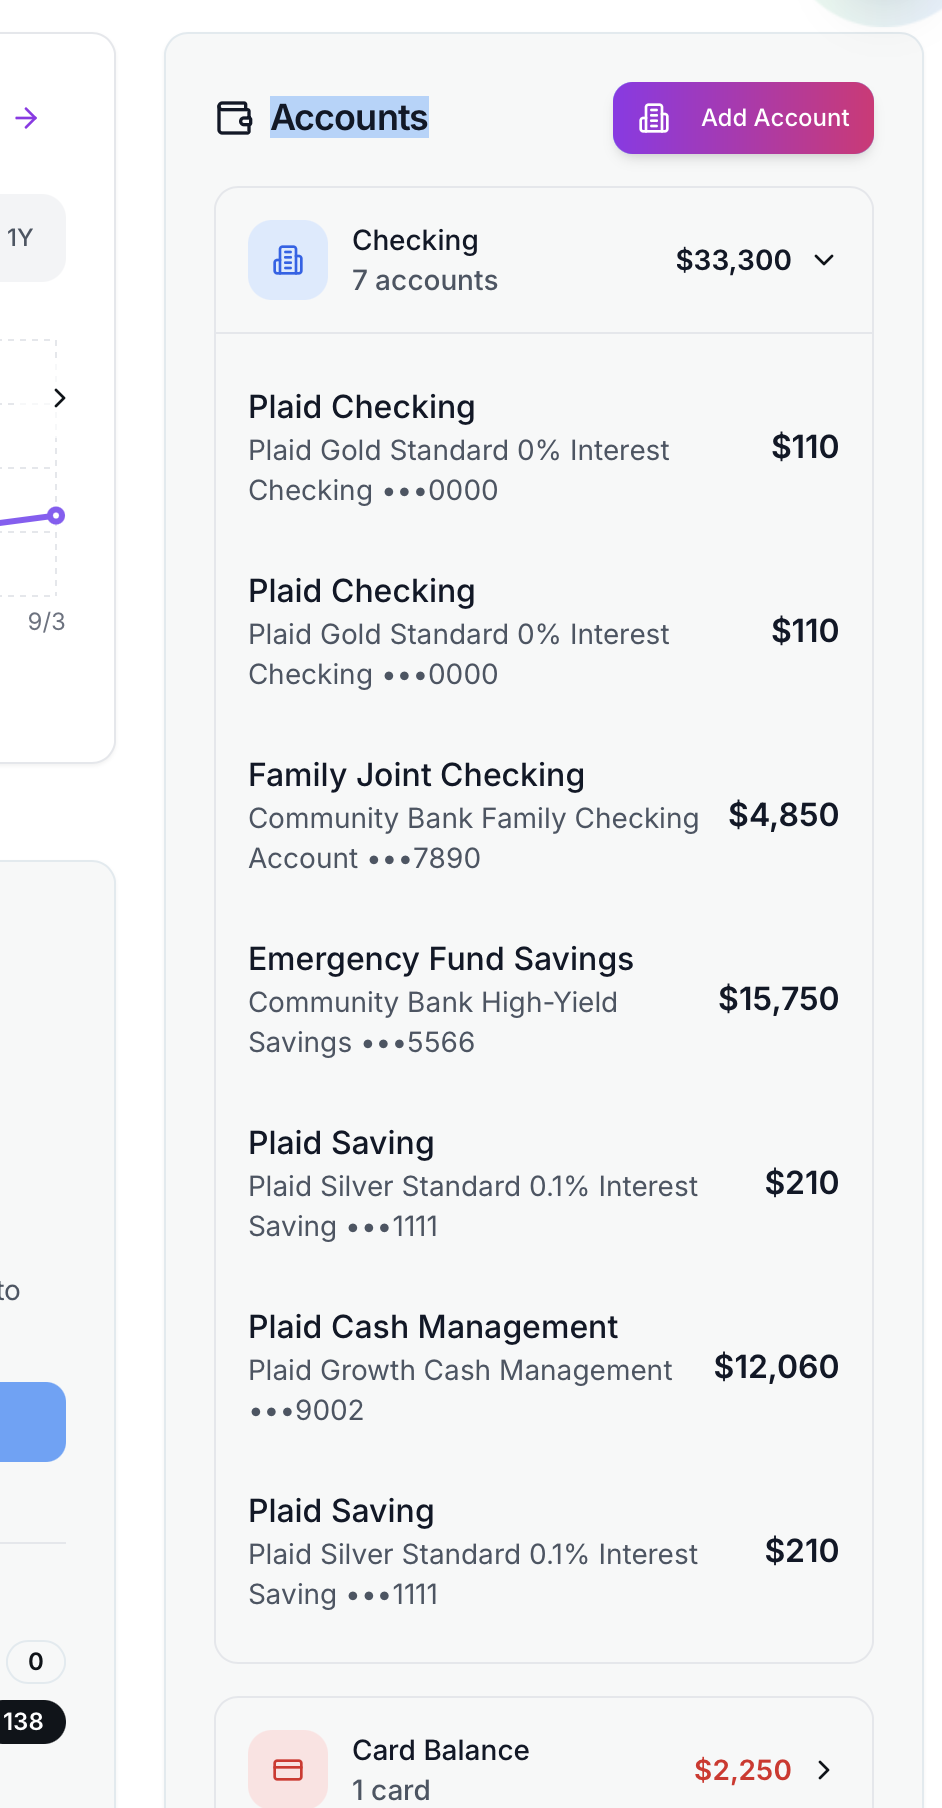 Accounts
Add Account
1Y
Checking
7 accounts
$33,300
Plaid Checking
Plaid Gold Standard 0% Interest
Checking •••0000
$110
9/3
Plaid Checking
Plaid Gold Standard 0% Interest
Checking •••0000
$110
Family Joint Checking
Community Bank Family Checking
Account •••7890
$4,850
Emergency Fund Savings
Community Bank High-Yield
Savings •••5566
$15,750
Plaid Saving
Plaid Silver Standard 0.1% Interest
Saving •••1111
$210
to
Plaid Cash Management
Plaid Growth Cash Management
•••9002
$12,060
Plaid Saving
Plaid Silver Standard 0.1% Interest
Saving •••1111
$210
0
138
Card Balance
1 card
$2,250